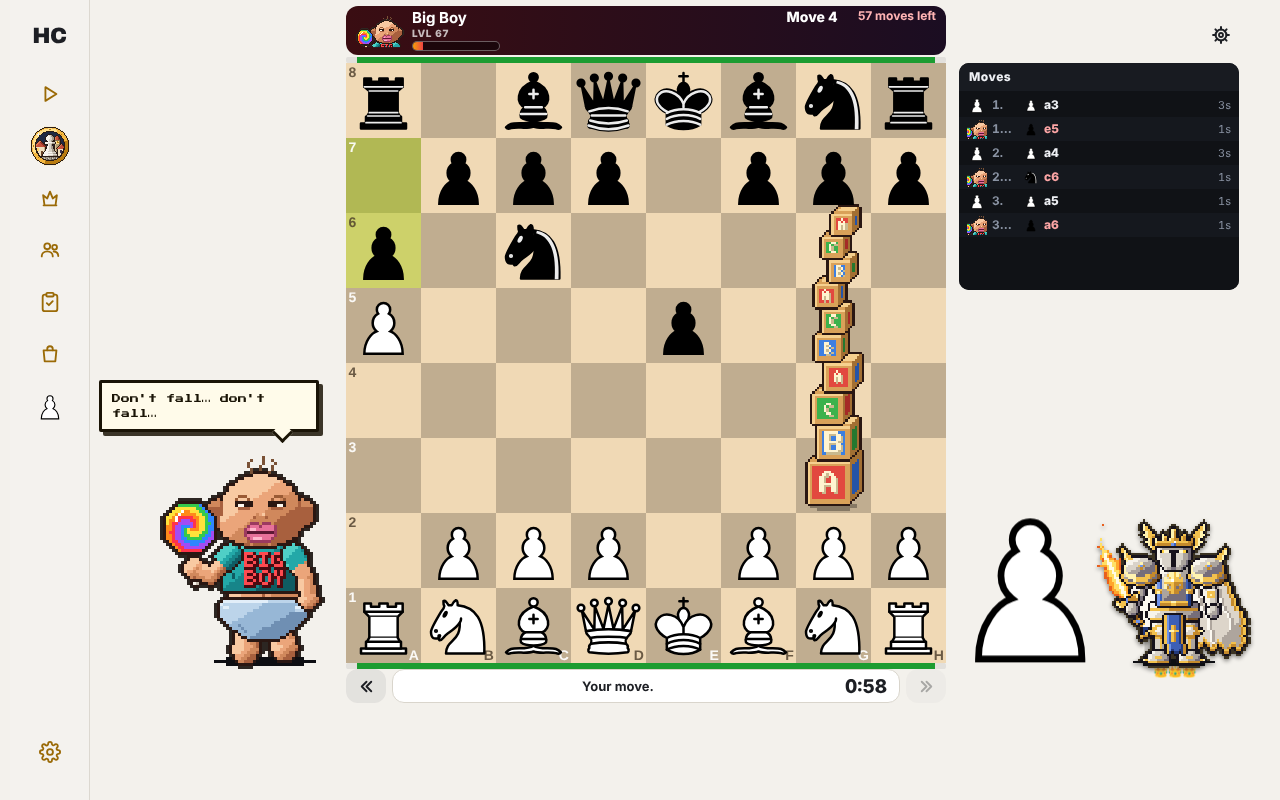 HC
Big Boy
LVL 67
Move 4
57 moves left
Moves
1. a3 3s
1... e5 1s
2. a4 3s
2... c6 1s
3. a5 1s
3... a6 1s
8
7
6
5
4
3
2
1
A B C D E F G H
A
C
B
A
C
B
A
C
B
A
Don't fall… don't
fall…
BIG
BOY
Your move.
0:58